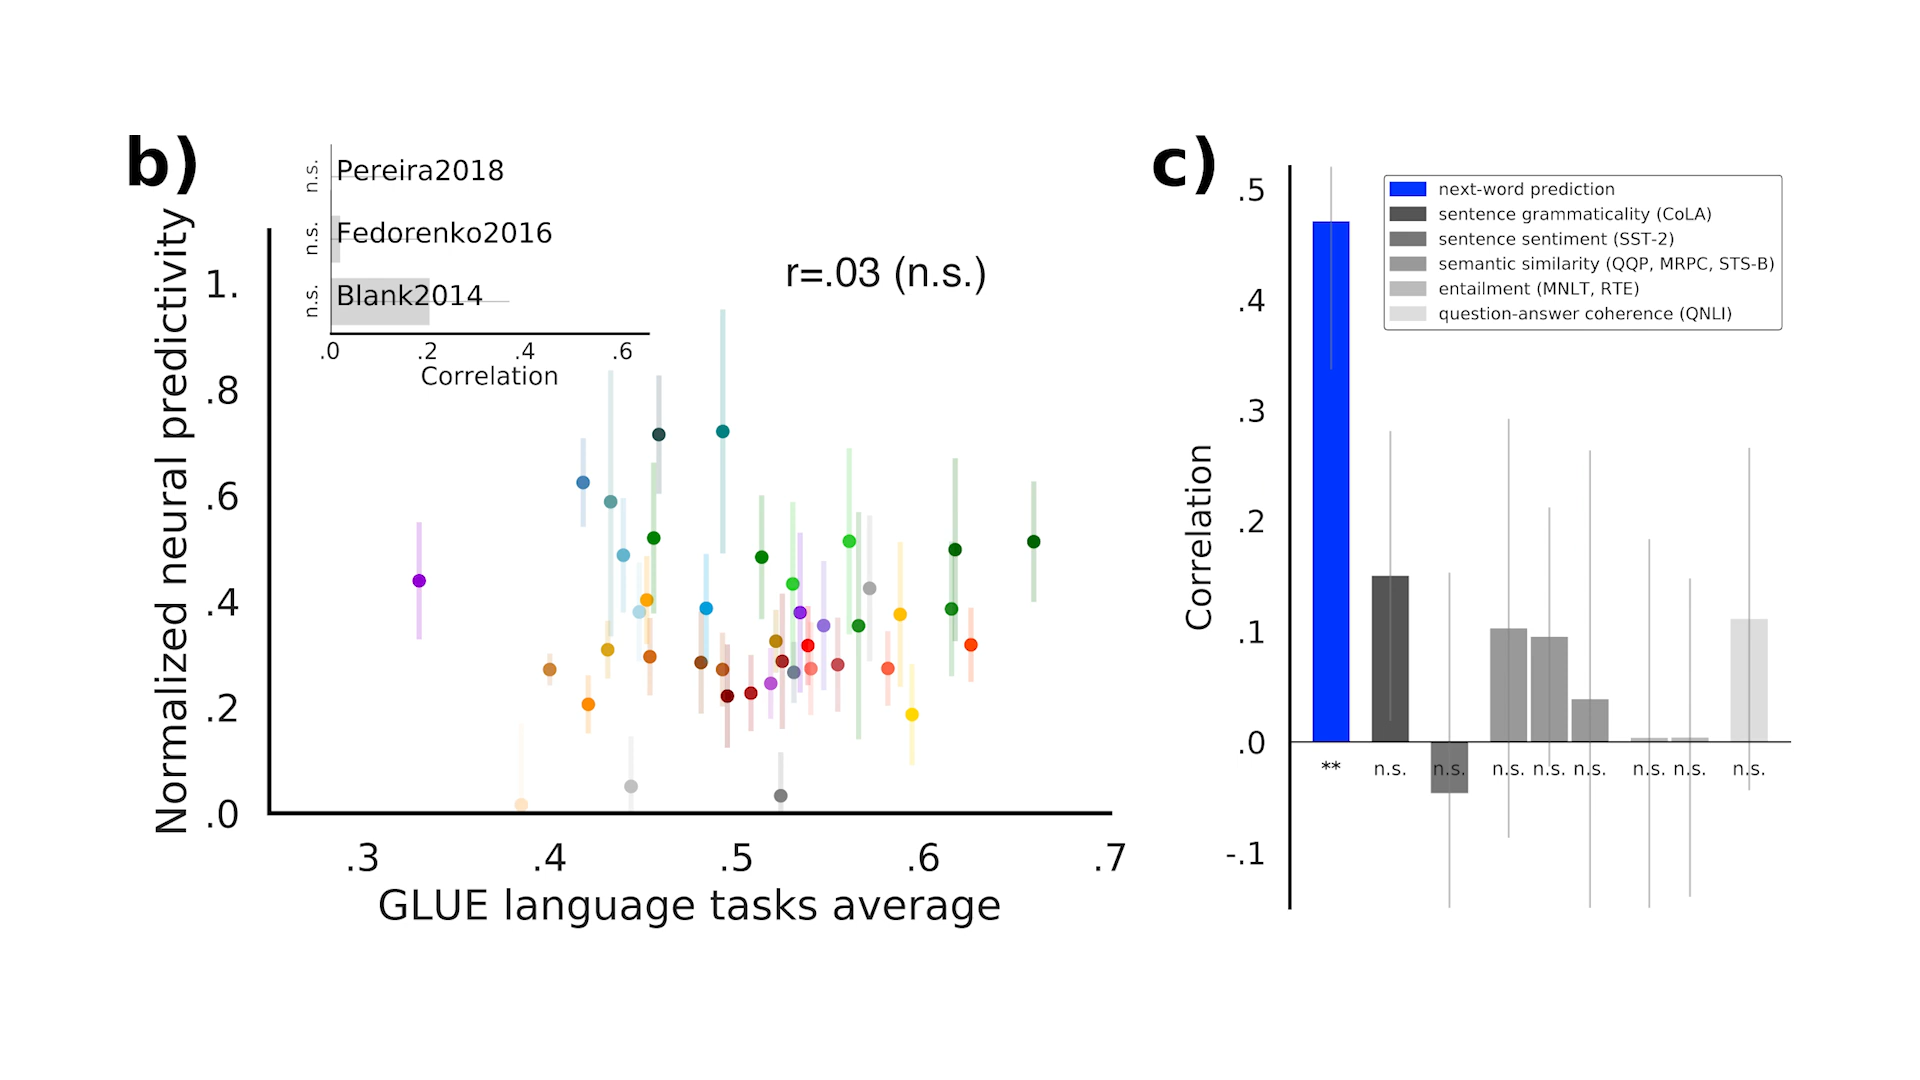 b)
n.s. Pereira2018
n.s. Fedorenko2016
n.s. Blank2014
.0 .2 .4 .6
Correlation
r=.03 (n.s.)
Normalized neural predictivity
1.
.8
.6
.4
.2
.0
.3 .4 .5 .6 .7
GLUE language tasks average
c)
Correlation
.5
.4
.3
.2
.1
.0
-.1
next-word prediction
sentence grammaticality (CoLA)
sentence sentiment (SST-2)
semantic similarity (QQP, MRPC, STS-B)
entailment (MNLT, RTE)
question-answer coherence (QNLI)
** n.s. n.s. n.s. n.s. n.s. n.s. n.s. n.s.